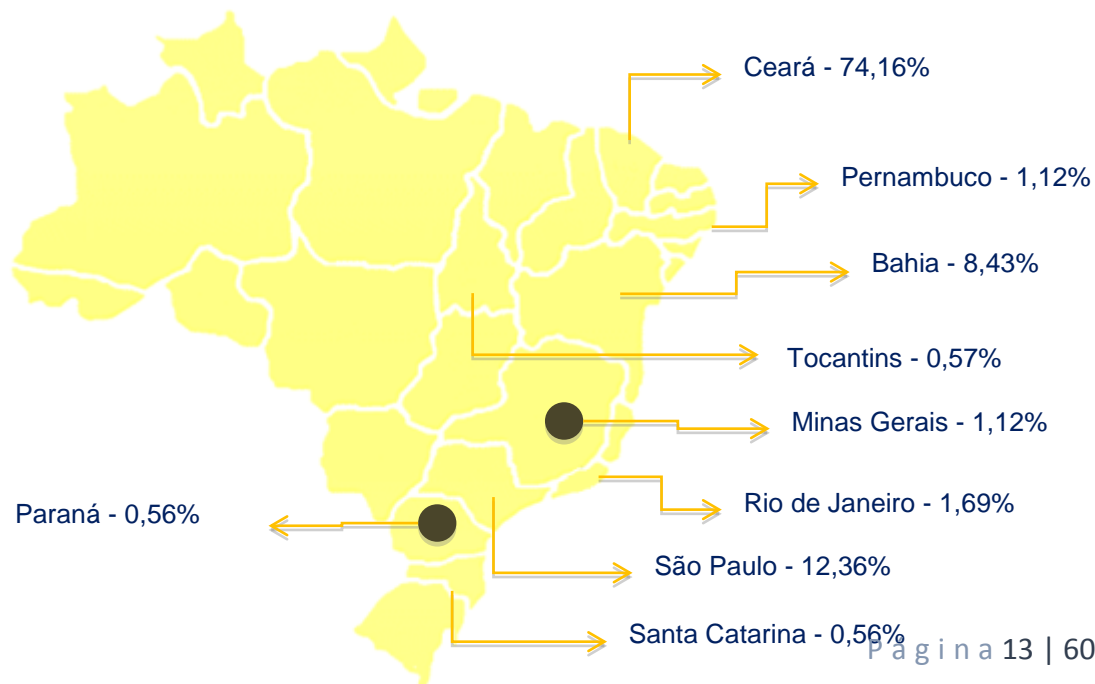 Ceará - 74,16%
Pernambuco - 1,12%
Bahia - 8,43%
Tocantins - 0,57%
Minas Gerais - 1,12%
Rio de Janeiro - 1,69%
Paraná - 0,56%
São Paulo - 12,36%
Santa Catarina - 0,56%
Página 13 | 60